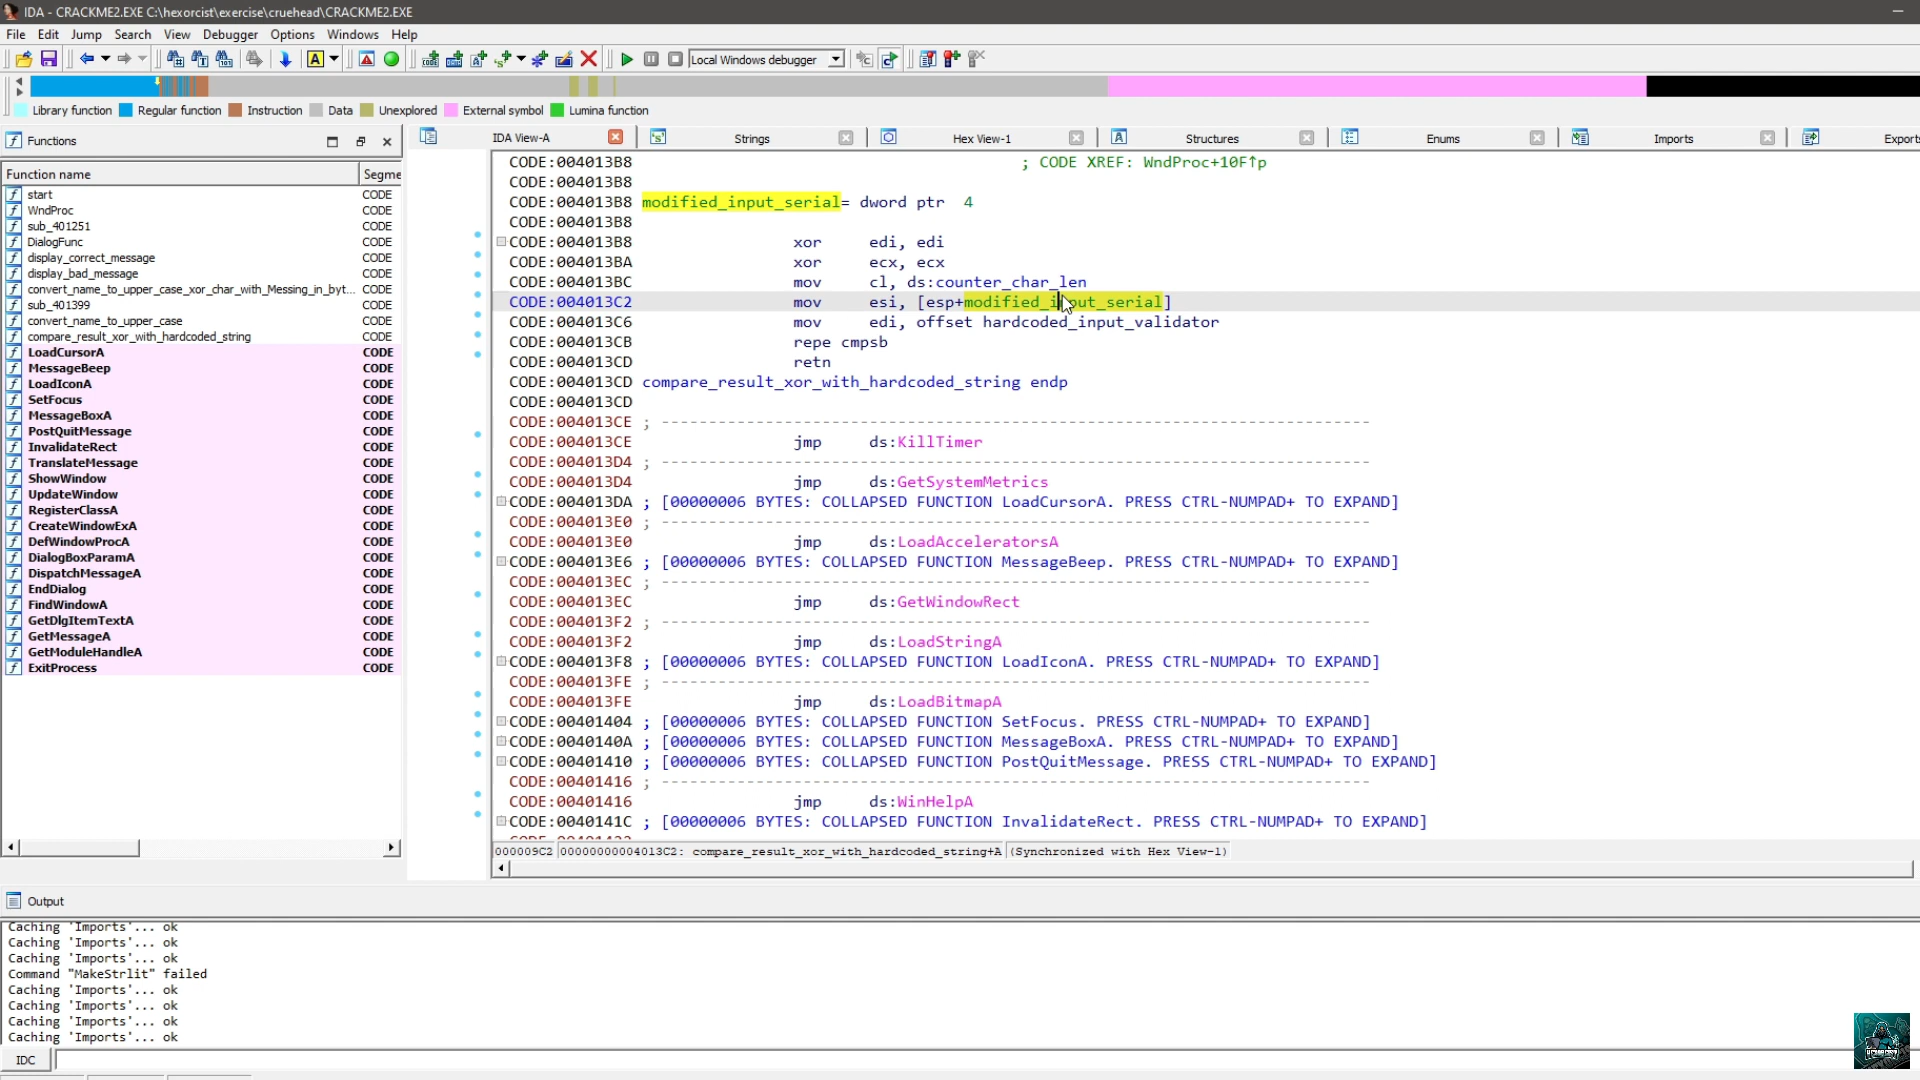 IDA - CRACKME2.EXE C:\hexorcist\exercise\cruehead\CRACKME2.EXE
File Edit Jump Search View Debugger Options Windows Help
Local Windows debugger
Library function Regular function Instruction Data Unexplored External symbol Lumina function
Functions
IDA View-A Strings Hex View-1 Structures Enums Imports Exports
Function name Segme
start CODE
WndProc CODE
sub_401251 CODE
DialogFunc CODE
display_correct_message CODE
display_bad_message CODE
convert_name_to_upper_case_xor_char_with_Messing_in_byt... CODE
sub_401399 CODE
convert_name_to_upper_case CODE
compare_result_xor_with_hardcoded_string CODE
LoadCursorA CODE
MessageBeep CODE
LoadIconA CODE
SetFocus CODE
MessageBoxA CODE
PostQuitMessage CODE
InvalidateRect CODE
TranslateMessage CODE
ShowWindow CODE
UpdateWindow CODE
RegisterClassA CODE
CreateWindowExA CODE
DefWindowProcA CODE
DialogBoxParamA CODE
DispatchMessageA CODE
EndDialog CODE
FindWindowA CODE
GetDlgItemTextA CODE
GetMessageA CODE
GetModuleHandleA CODE
ExitProcess CODE
CODE:004013B8 ; CODE XREF: WndProc+10F↑p
CODE:004013B8
CODE:004013B8 modified_input_serial= dword ptr  4
CODE:004013B8
CODE:004013B8 xor edi, edi
CODE:004013BA xor ecx, ecx
CODE:004013BC mov cl, ds:counter_char_len
CODE:004013C2 mov esi, [esp+modified_input_serial]
CODE:004013C6 mov edi, offset hardcoded_input_validator
CODE:004013CB repe cmpsb
CODE:004013CD retn
CODE:004013CD compare_result_xor_with_hardcoded_string endp
CODE:004013CD
CODE:004013CE ; ---------------------------------------------------------------------------
CODE:004013CE jmp ds:KillTimer
CODE:004013D4 ; ---------------------------------------------------------------------------
CODE:004013D4 jmp ds:GetSystemMetrics
CODE:004013DA ; [00000006 BYTES: COLLAPSED FUNCTION LoadCursorA. PRESS CTRL-NUMPAD+ TO EXPAND]
CODE:004013E0 ; ---------------------------------------------------------------------------
CODE:004013E0 jmp ds:LoadAcceleratorsA
CODE:004013E6 ; [00000006 BYTES: COLLAPSED FUNCTION MessageBeep. PRESS CTRL-NUMPAD+ TO EXPAND]
CODE:004013EC ; ---------------------------------------------------------------------------
CODE:004013EC jmp ds:GetWindowRect
CODE:004013F2 ; ---------------------------------------------------------------------------
CODE:004013F2 jmp ds:LoadStringA
CODE:004013F8 ; [00000006 BYTES: COLLAPSED FUNCTION LoadIconA. PRESS CTRL-NUMPAD+ TO EXPAND]
CODE:004013FE ; ---------------------------------------------------------------------------
CODE:004013FE jmp ds:LoadBitmapA
CODE:00401404 ; [00000006 BYTES: COLLAPSED FUNCTION SetFocus. PRESS CTRL-NUMPAD+ TO EXPAND]
CODE:0040140A ; [00000006 BYTES: COLLAPSED FUNCTION MessageBoxA. PRESS CTRL-NUMPAD+ TO EXPAND]
CODE:00401410 ; [00000006 BYTES: COLLAPSED FUNCTION PostQuitMessage. PRESS CTRL-NUMPAD+ TO EXPAND]
CODE:00401416 ; ---------------------------------------------------------------------------
CODE:00401416 jmp ds:WinHelpA
CODE:0040141C ; [00000006 BYTES: COLLAPSED FUNCTION InvalidateRect. PRESS CTRL-NUMPAD+ TO EXPAND]
000009C2 00000000004013C2: compare_result_xor_with_hardcoded_string+A (Synchronized with Hex View-1)
Output
Caching 'Imports'... ok
Caching 'Imports'... ok
Caching 'Imports'... ok
Command "MakeStrlit" failed
Caching 'Imports'... ok
Caching 'Imports'... ok
Caching 'Imports'... ok
Caching 'Imports'... ok
IDC